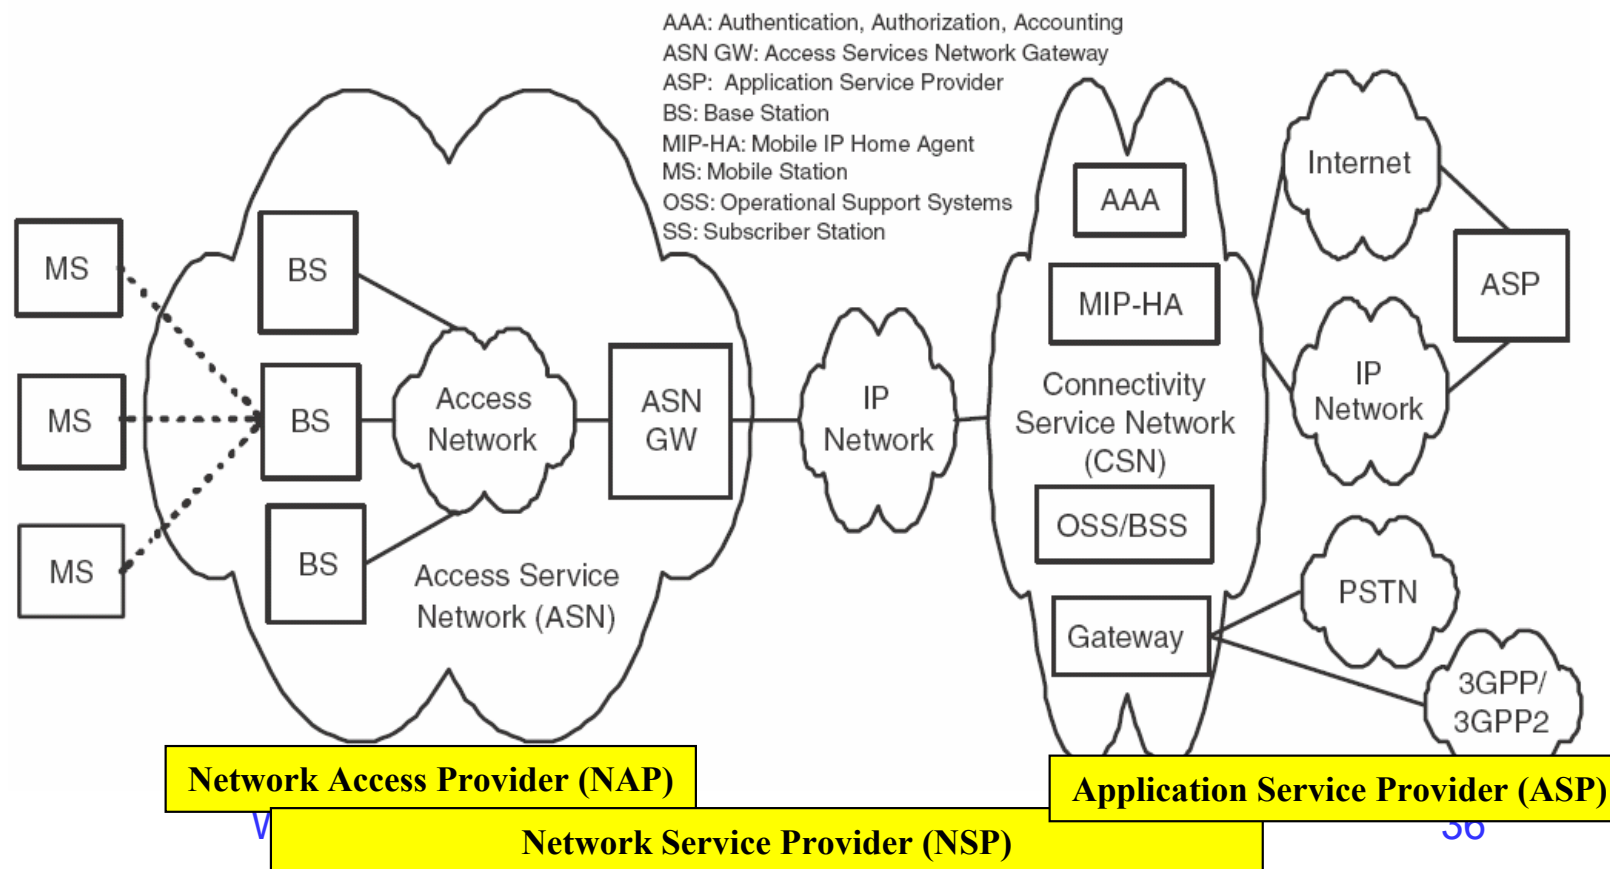 AAA: Authentication, Authorization, Accounting
ASN GW: Access Services Network Gateway
ASP: Application Service Provider
BS: Base Station
MIP-HA: Mobile IP Home Agent
MS: Mobile Station
OSS: Operational Support Systems
SS: Subscriber Station
MS
MS
MS
BS
BS
BS
Access
Network
ASN
GW
Access Service
Network (ASN)
IP
Network
AAA
MIP-HA
Connectivity
Service Network
(CSN)
OSS/BSS
Gateway
Internet
IP
Network
ASP
PSTN
3GPP/
3GPP2
Network Access Provider (NAP)
Application Service Provider (ASP)
Network Service Provider (NSP)
36